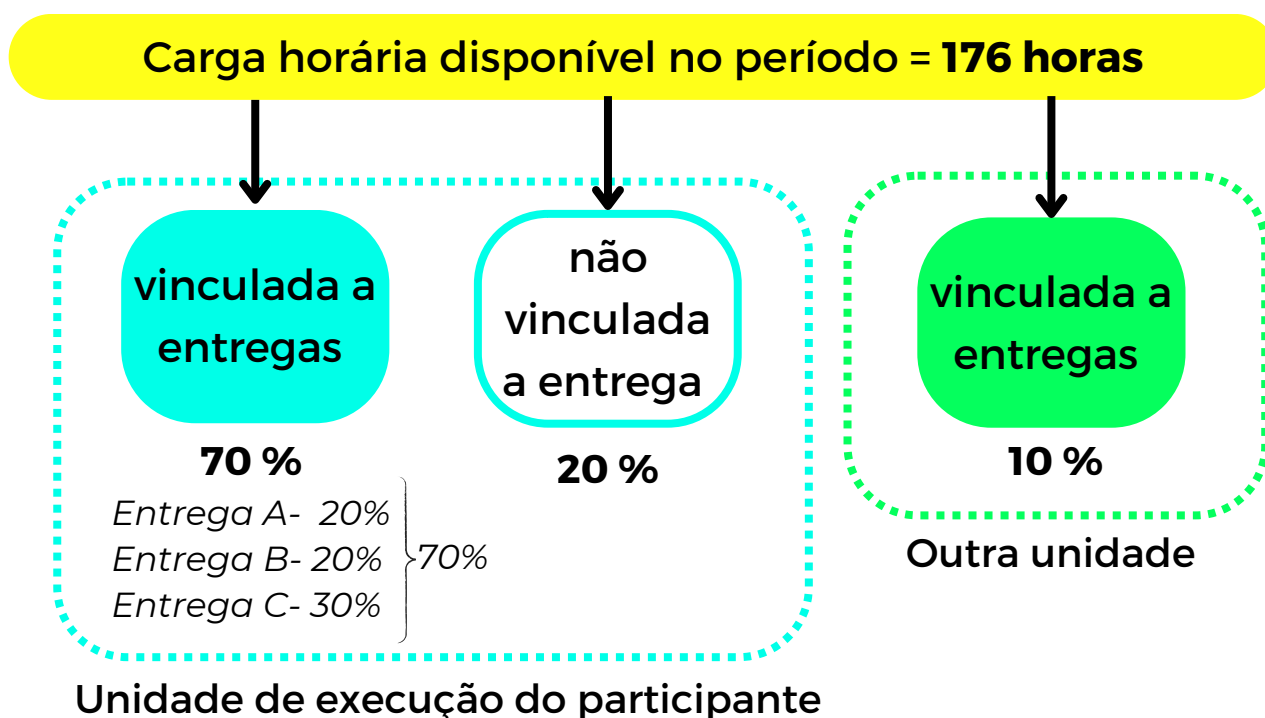 Carga horária disponível no período = 176 horas
vinculada a
entregas
70 %
Entrega A-  20%
Entrega B- 20%
Entrega C- 30%
70%
não
vinculada
a entrega
20 %
Unidade de execução do participante
vinculada a
entregas
10 %
Outra unidade